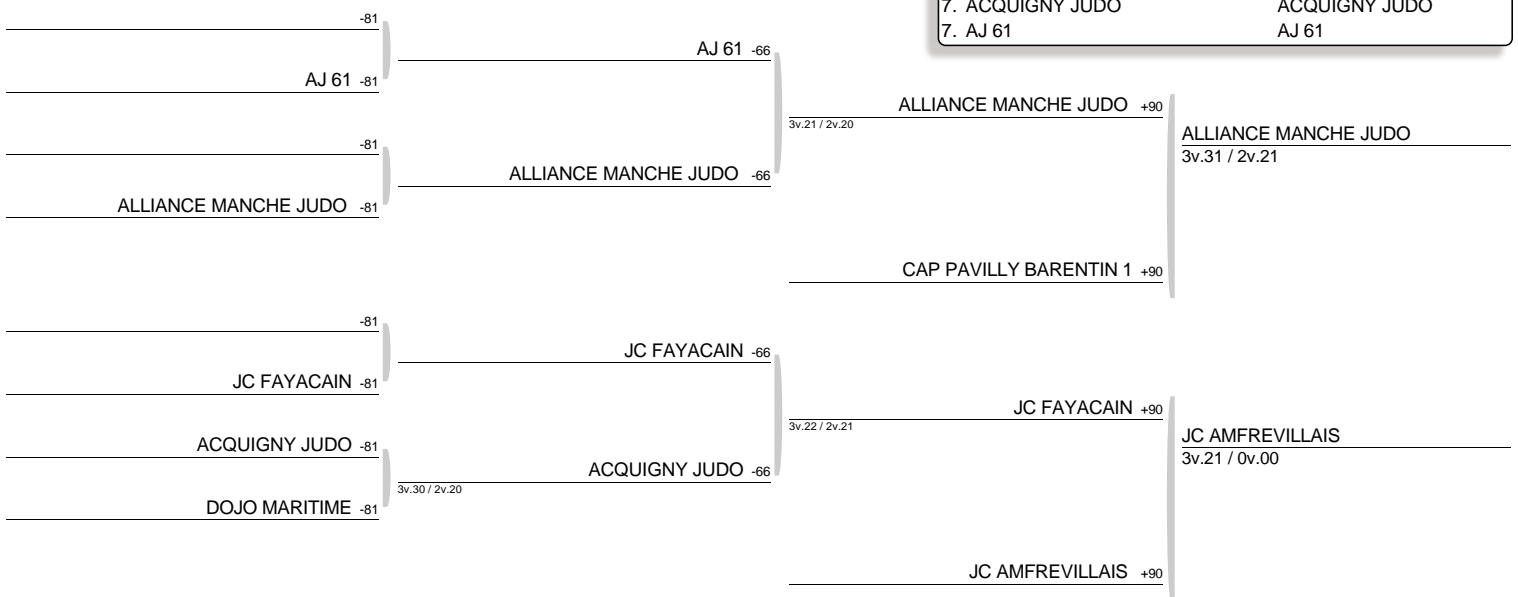 7. ACQUIGNY JUDO ACQUIGNY JUDO
7. AJ 61 AJ 61
-81
AJ 61 -81
-81
ALLIANCE MANCHE JUDO -81
-81
JC FAYACAIN -81
ACQUIGNY JUDO -81
DOJO MARITIME -81
AJ 61 -66
ALLIANCE MANCHE JUDO -66
JC FAYACAIN -66
ACQUIGNY JUDO -66
3v.30 / 2v.20
ALLIANCE MANCHE JUDO +90
3v.21 / 2v.20
CAP PAVILLY BARENTIN 1 +90
JC FAYACAIN +90
3v.22 / 2v.21
JC AMFREVILLAIS +90
ALLIANCE MANCHE JUDO
3v.31 / 2v.21
JC AMFREVILLAIS
3v.21 / 0v.00